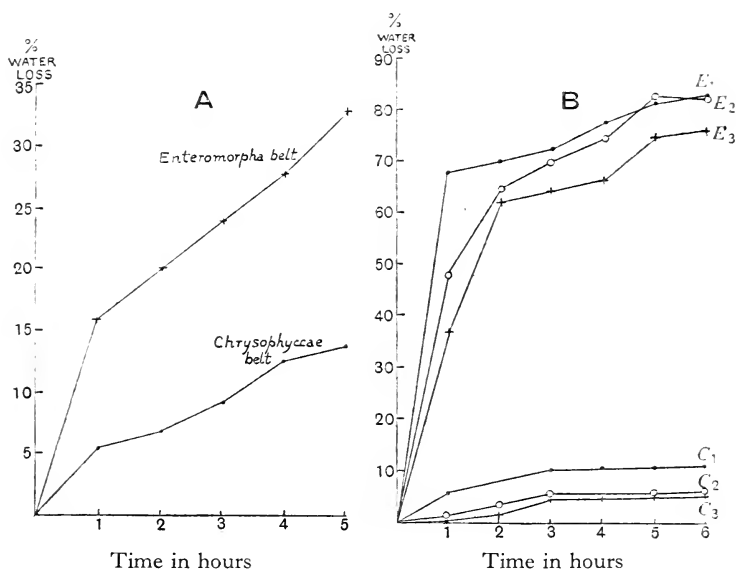 %
WATER
LOSS
35
30
25
20
15
10
5
A
Enteromorpha belt
Chrysophyccae
belt
1 2 3 4 5
Time in hours
%
WATER
LOSS
90
80
70
60
50
40
30
20
10
B
E1
E2
E3
C1
C2
C3
1 2 3 4 5 6
Time in hours